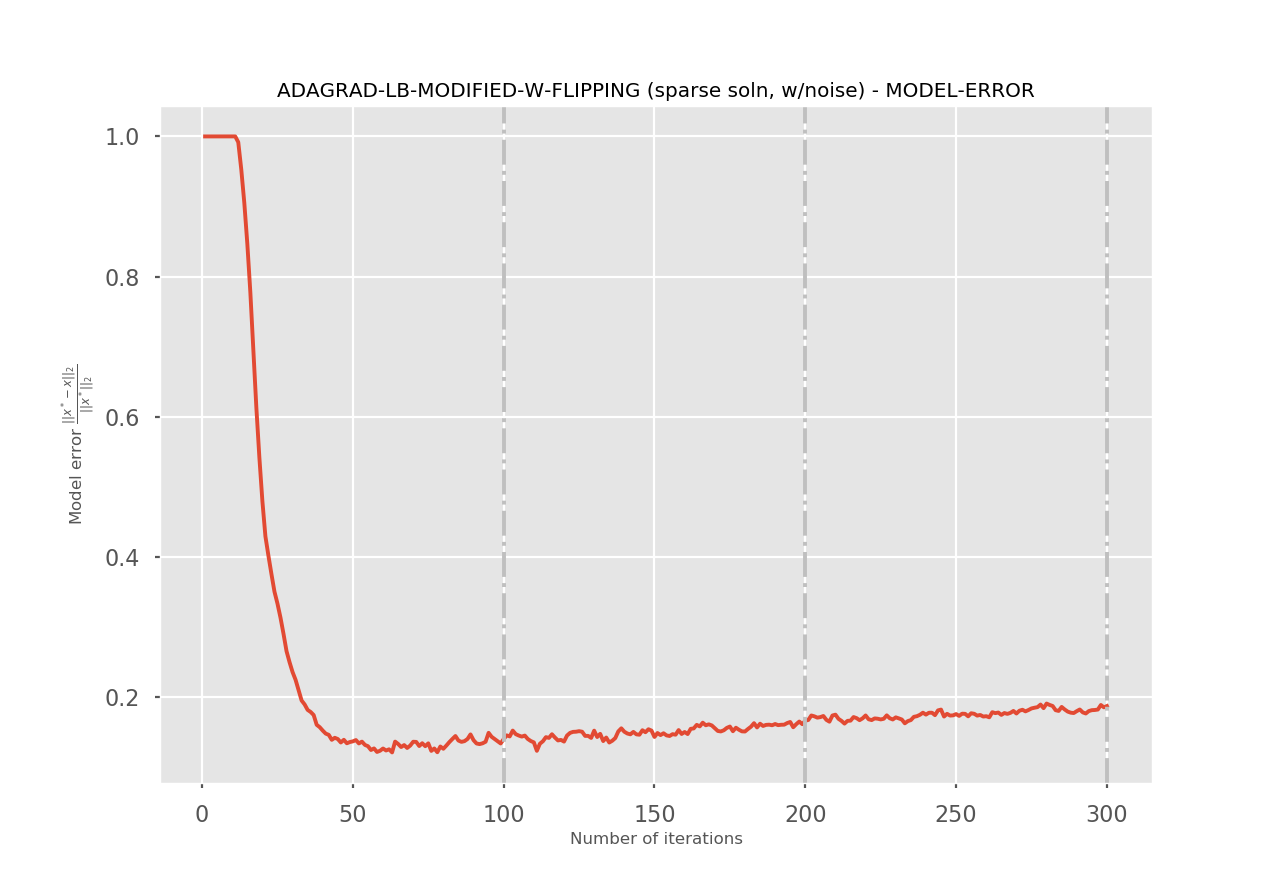 ADAGRAD-LB-MODIFIED-W-FLIPPING (sparse soln, w/noise) - MODEL-ERROR
1.0
0.8
0.6
0.4
0.2
Model error ||x* − x||₂ / ||x*||₂
0 50 100 150 200 250 300
Number of iterations